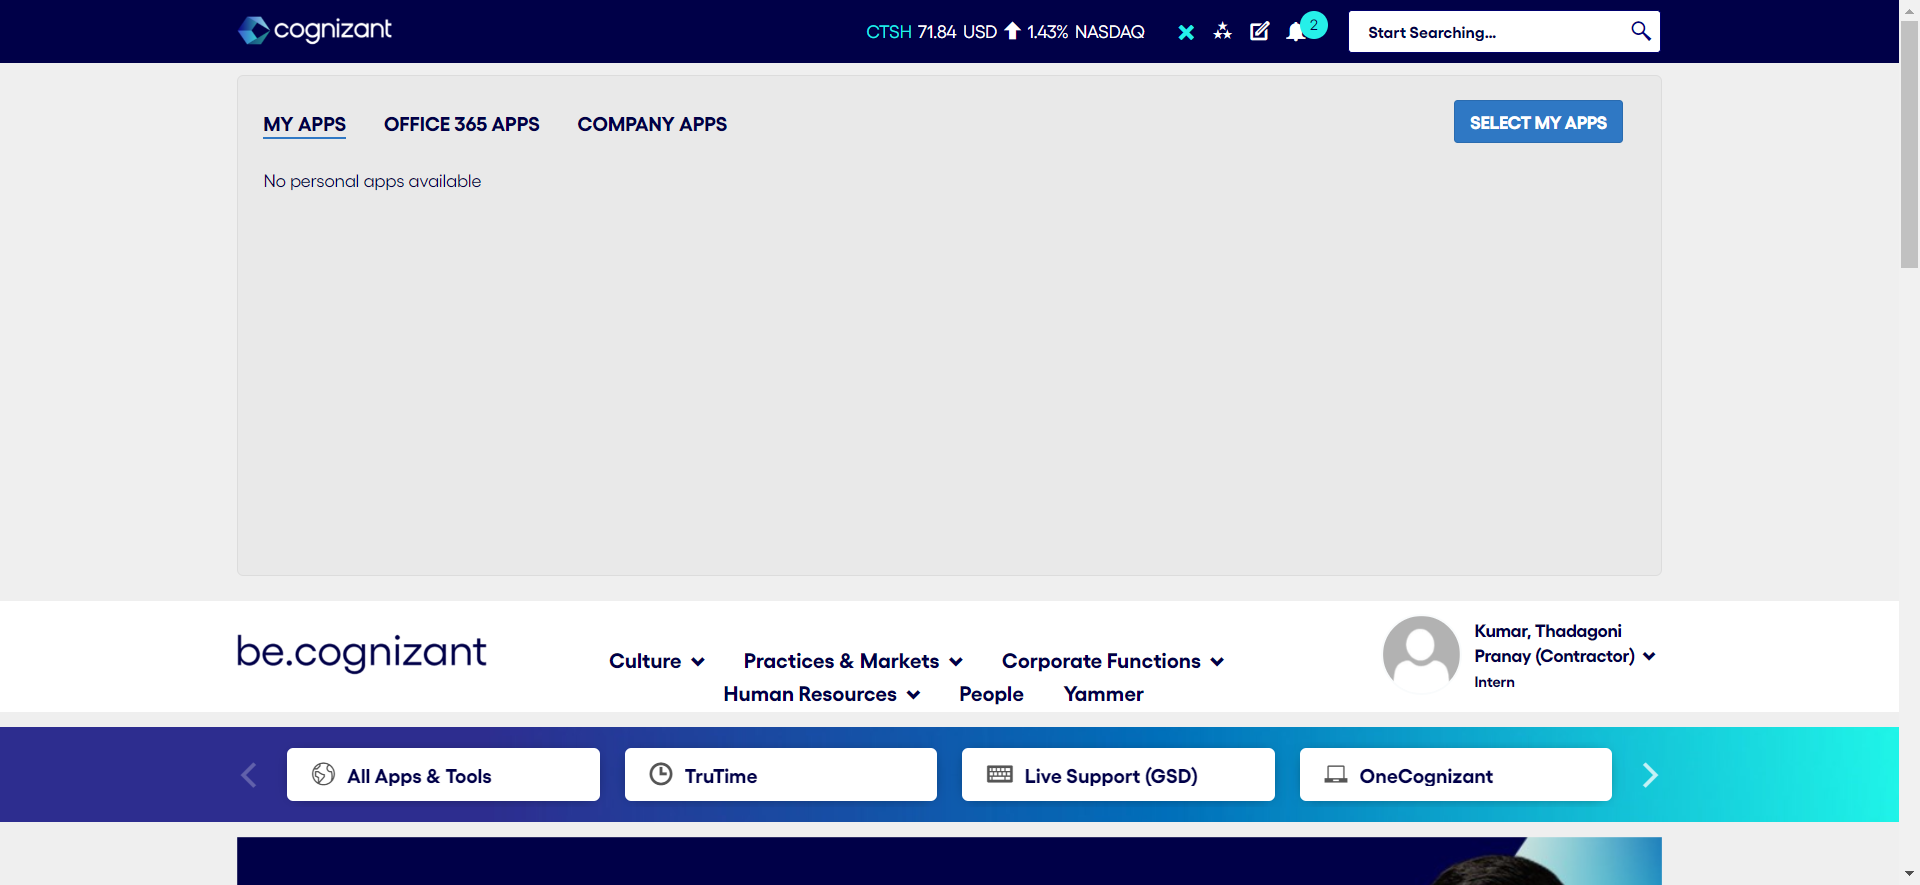 cognizant
CTSH 71.84 USD 1.43% NASDAQ
2
Start Searching...
MY APPS
OFFICE 365 APPS
COMPANY APPS
SELECT MY APPS
No personal apps available
be.cognizant
Culture
Practices & Markets
Corporate Functions
Human Resources
People
Yammer
Kumar, Thadagoni
Pranay (Contractor)
Intern
All Apps & Tools
TruTime
Live Support (GSD)
OneCognizant